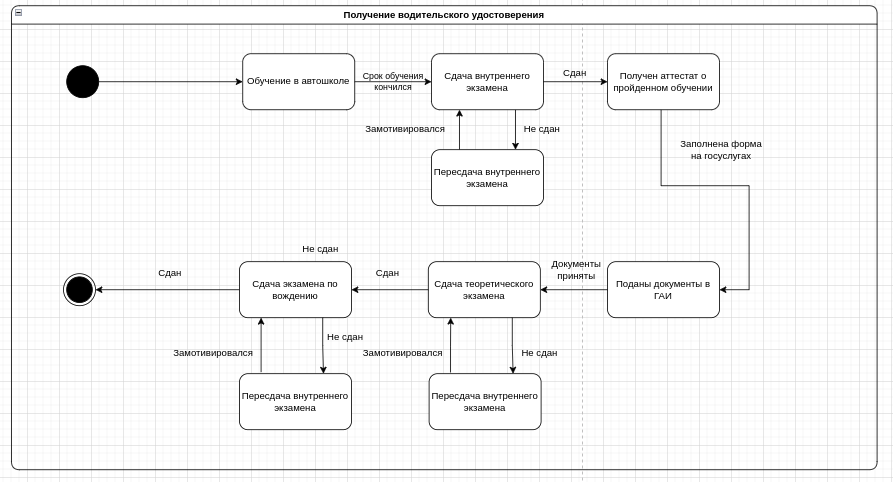 Получение водительского удостоверения
Обучение в автошколе
Срок обучения
кончился
Сдача внутреннего
экзамена
Сдан
Получен аттестат о
пройденном обучении
Замотивировался
Не сдан
Заполнена форма
на госуслугах
Пересдача внутреннего
экзамена
Не сдан
Сдан
Сдача экзамена по
вождению
Сдан
Сдача теоретического
экзамена
Документы
приняты
Поданы документы в
ГАИ
Замотивировался
Не сдан
Замотивировался
Не сдан
Пересдача внутреннего
экзамена
Пересдача внутреннего
экзамена